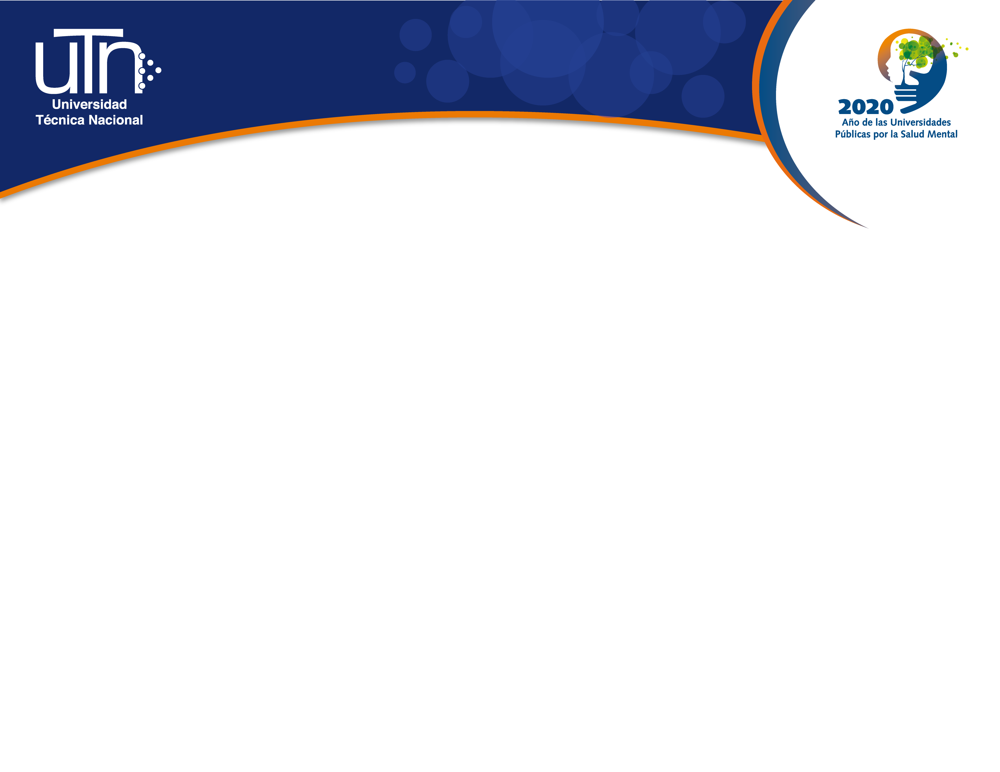 uTn
Universidad
Técnica Nacional
2020
Año de las Universidades
Públicas por la Salud Mental